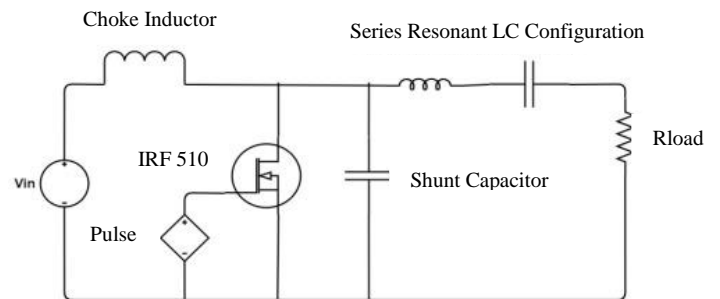 Choke Inductor
Series Resonant LC Configuration
IRF 510
Rload
Vin
Shunt Capacitor
Pulse